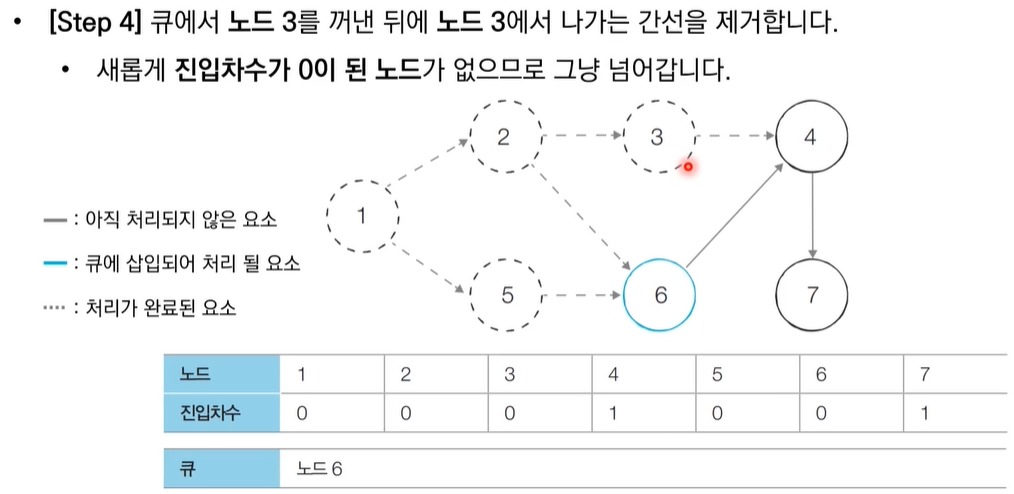 • [Step 4] 큐에서 노드 3를 꺼낸 뒤에 노드 3에서 나가는 간선을 제거합니다.
• 새롭게 진입차수가 0이 된 노드가 없으므로 그냥 넘어갑니다.
2 3 4
1
: 아직 처리되지 않은 요소
: 큐에 삽입되어 처리 될 요소
5 6 7
: 처리가 완료된 요소
노드 1 2 3 4 5 6 7
진입차수 0 0 0 1 0 0 1
큐 노드 6